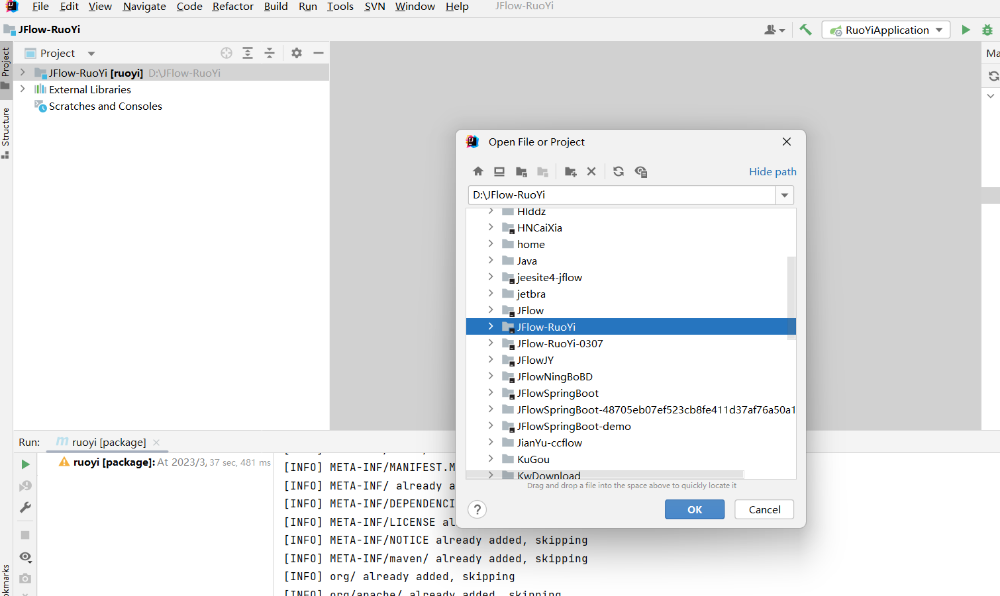 File Edit View Navigate Code Refactor Build Run Tools SVN Window Help JFlow-RuoYi
JFlow-RuoYi
RuoYiApplication
Project
Project
Structure
JFlow-RuoYi [ruoyi] D:\JFlow-RuoYi
External Libraries
Scratches and Consoles
Ma
Open File or Project
Hide path
D:\JFlow-RuoYi
Hlddz
HNCaiXia
home
Java
jeesite4-jflow
jetbra
JFlow
JFlow-RuoYi
JFlow-RuoYi-0307
JFlowJY
JFlowNingBoBD
JFlowSpringBoot
JFlowSpringBoot-48705eb07ef523cb8fe411d37af76a50a1
JFlowSpringBoot-demo
JianYu-ccflow
KuGou
KwDownload
Drag and drop a file into the space above to quickly locate it
?
OK
Cancel
Run: ruoyi [package]
ruoyi [package]: At 2023/3, 37 sec, 481 ms
[INFO] META-INF/MANIFEST.M
[INFO] META-INF/ already a
[INFO] META-INF/DEPENDENCI
[INFO] META-INF/LICENSE al
[INFO] META-INF/NOTICE already added, skipping
[INFO] META-INF/maven/ already added, skipping
[INFO] org/ already added, skipping
[INFO] org/apache/ already added, skipping
okmarks